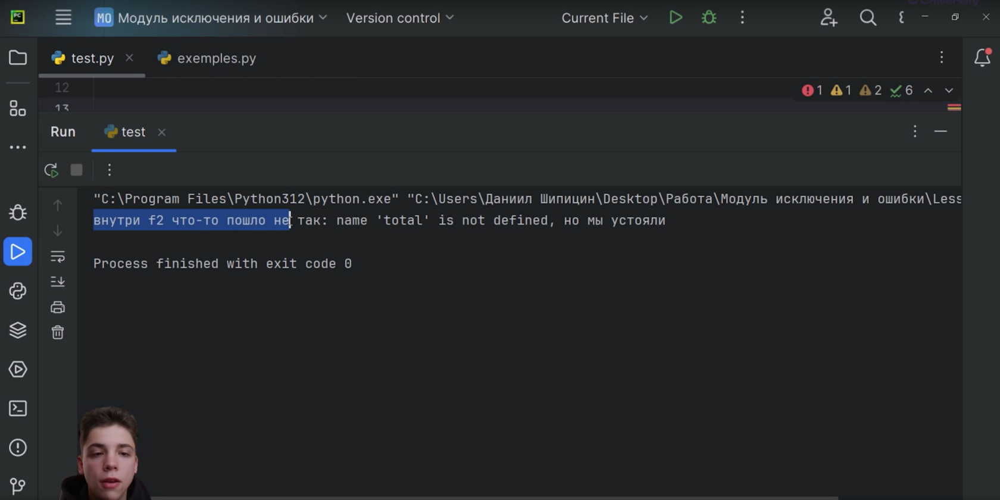 PC
MO Модуль исключения и ошибки Version control Current File
test.py exemples.py
12 1 1 2 6
13
Run test
"C:\Program Files\Python312\python.exe" "C:\Users\Даниил Шипицин\Desktop\Работа\Модуль исключения и ошибки\Less
внутри f2 что-то пошло не так: name 'total' is not defined, но мы устояли
Process finished with exit code 0